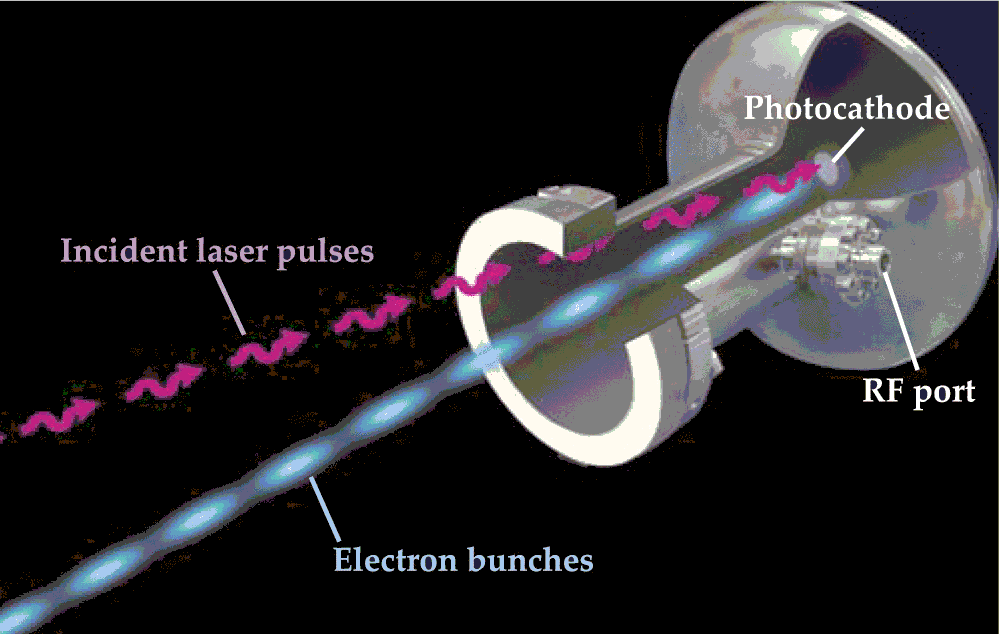 Photocathode
Incident laser pulses
RF port
Electron bunches